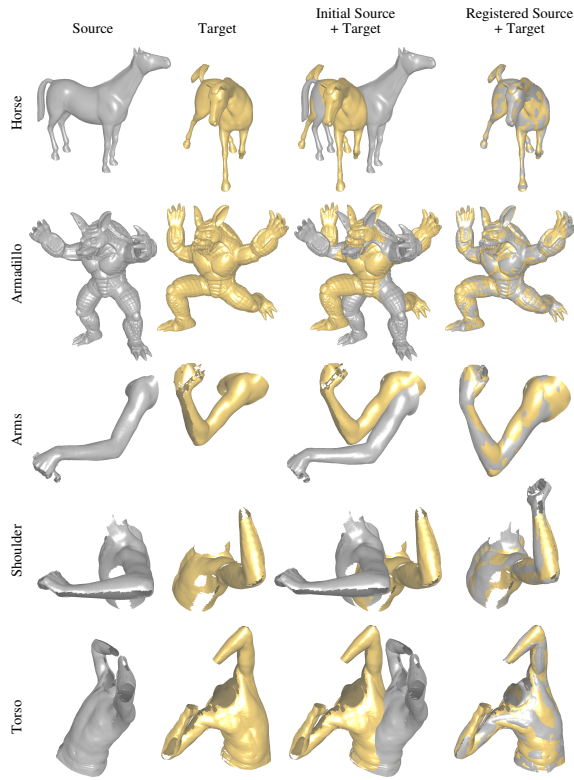 Source
Target
Initial Source
+ Target
Registered Source
+ Target
Horse
Armadillo
Arms
Shoulder
Torso